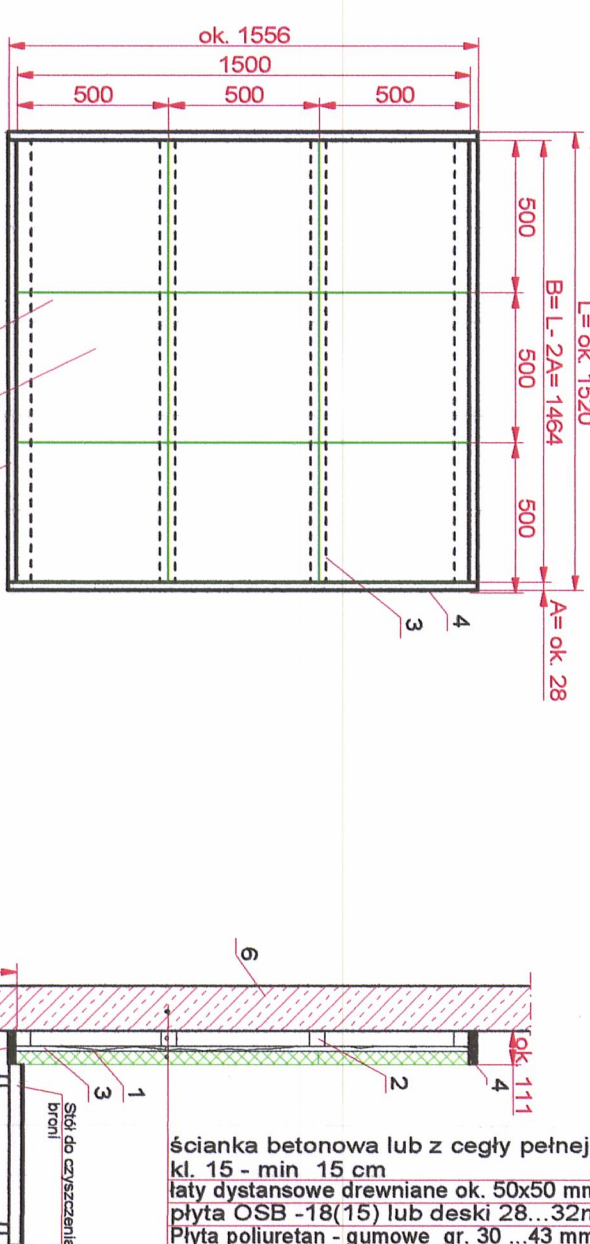 ok. 1556
1500
500
500
500
L= ok. 1520
B= L- 2A= 1464
500
500
500
A= ok. 28
4
3
6
ok. 111
4
2
1
3
Stół do czyszczenia
broni
ścianka betonowa lub z cegły pełnej
kl. 15 - min 15 cm
łaty dystansowe drewniane ok. 50x50 mm
płyta OSB -18(15) lub deski 28...32m
Płyta poliuretan - gumowe gr. 30 ...43 mm